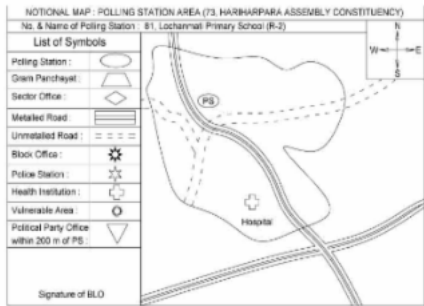 NOTIONAL MAP : POLLING STATION AREA (73, HARIHARPARA ASSEMBLY CONSTITUENCY)
No. & Name of Polling Station : 81, Lochanmati Primary School (R-2)
List of Symbols
Polling Station :
Gram Panchayet :
Sector Office :
Metalled Road :
Unmetalled Road :
Block Office :
Police Station :
Health Institution :
Vulnerable Area :
Political Party Office
within 200 m of PS :
Signature of BLO
N
W
E
S
PS
Hospital